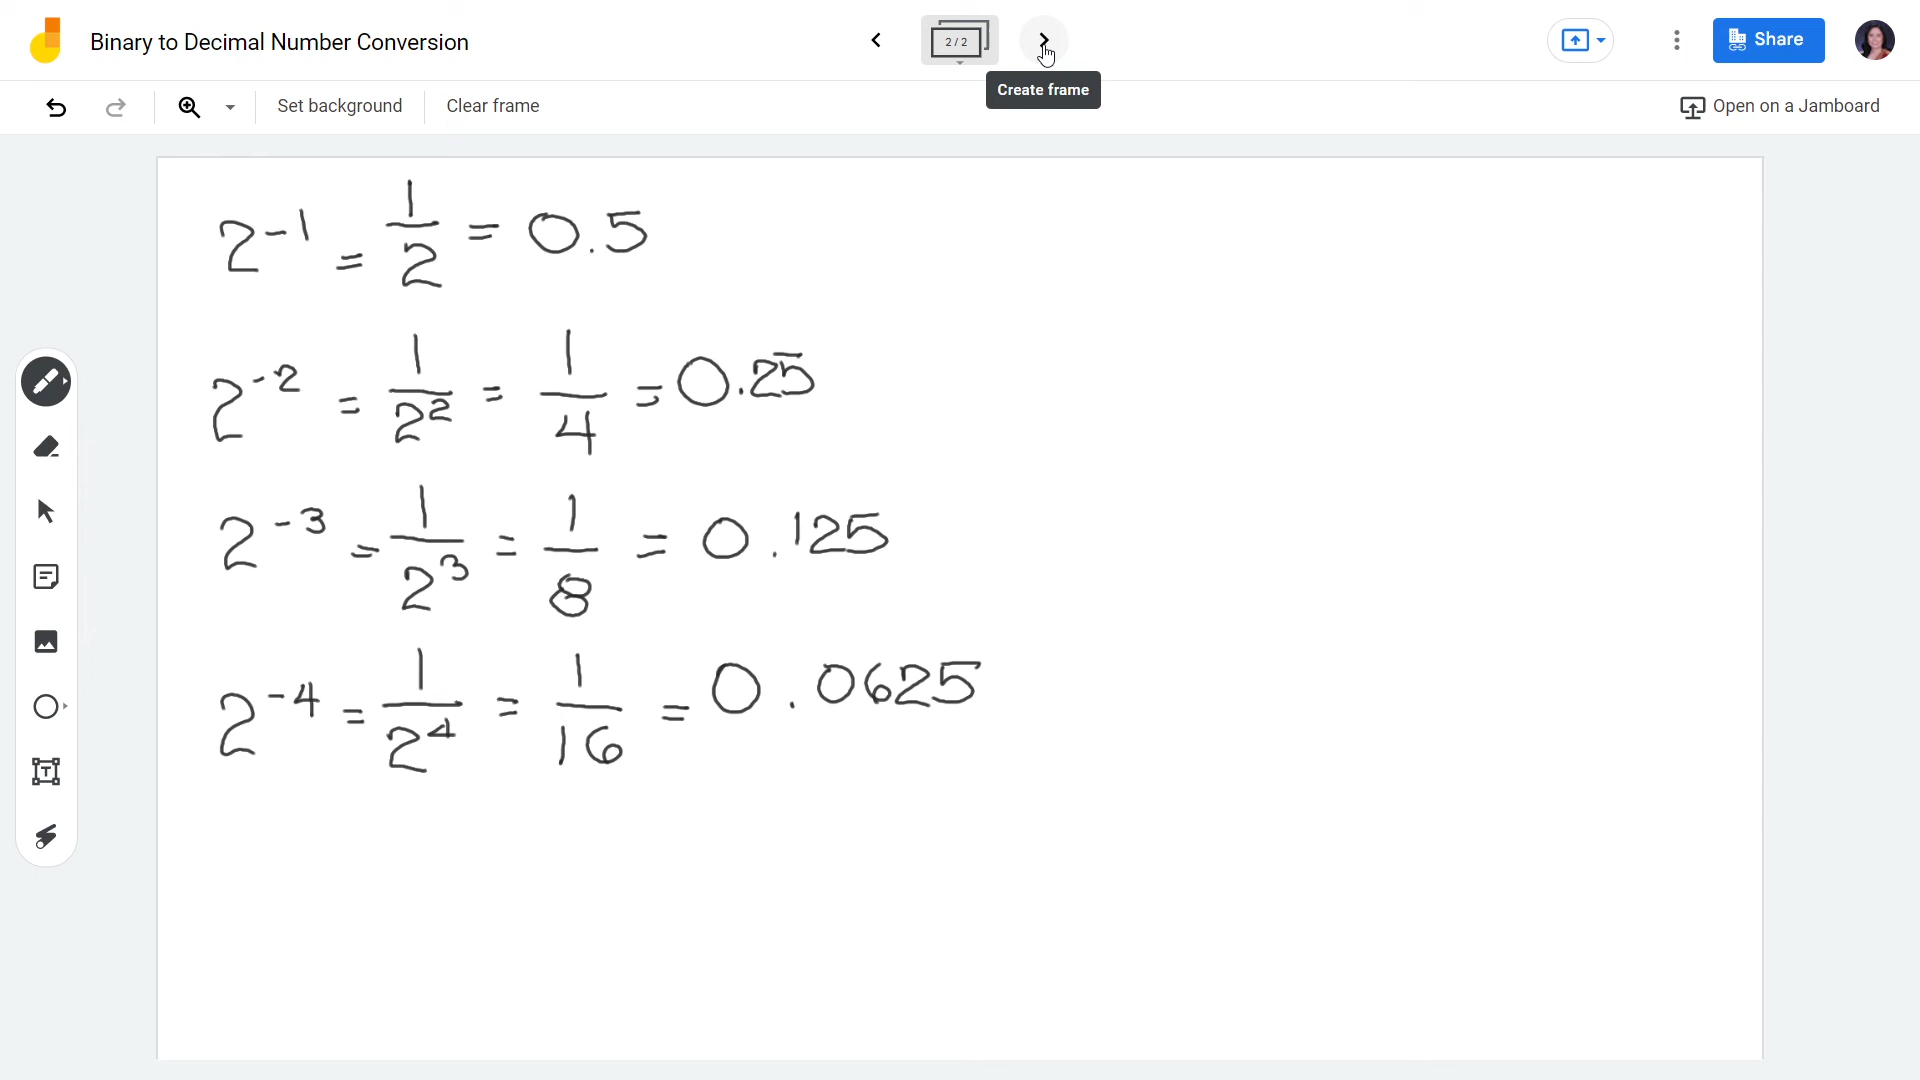 Binary to Decimal Number Conversion
2 / 2
Share
Create frame
Set background
Clear frame
Open on a Jamboard
2⁻¹ = 1/2 = 0.5
2⁻² = 1/2² = 1/4 = 0.25
2⁻³ = 1/2³ = 1/8 = 0.125
2⁻⁴ = 1/2⁴ = 1/16 = 0.0625